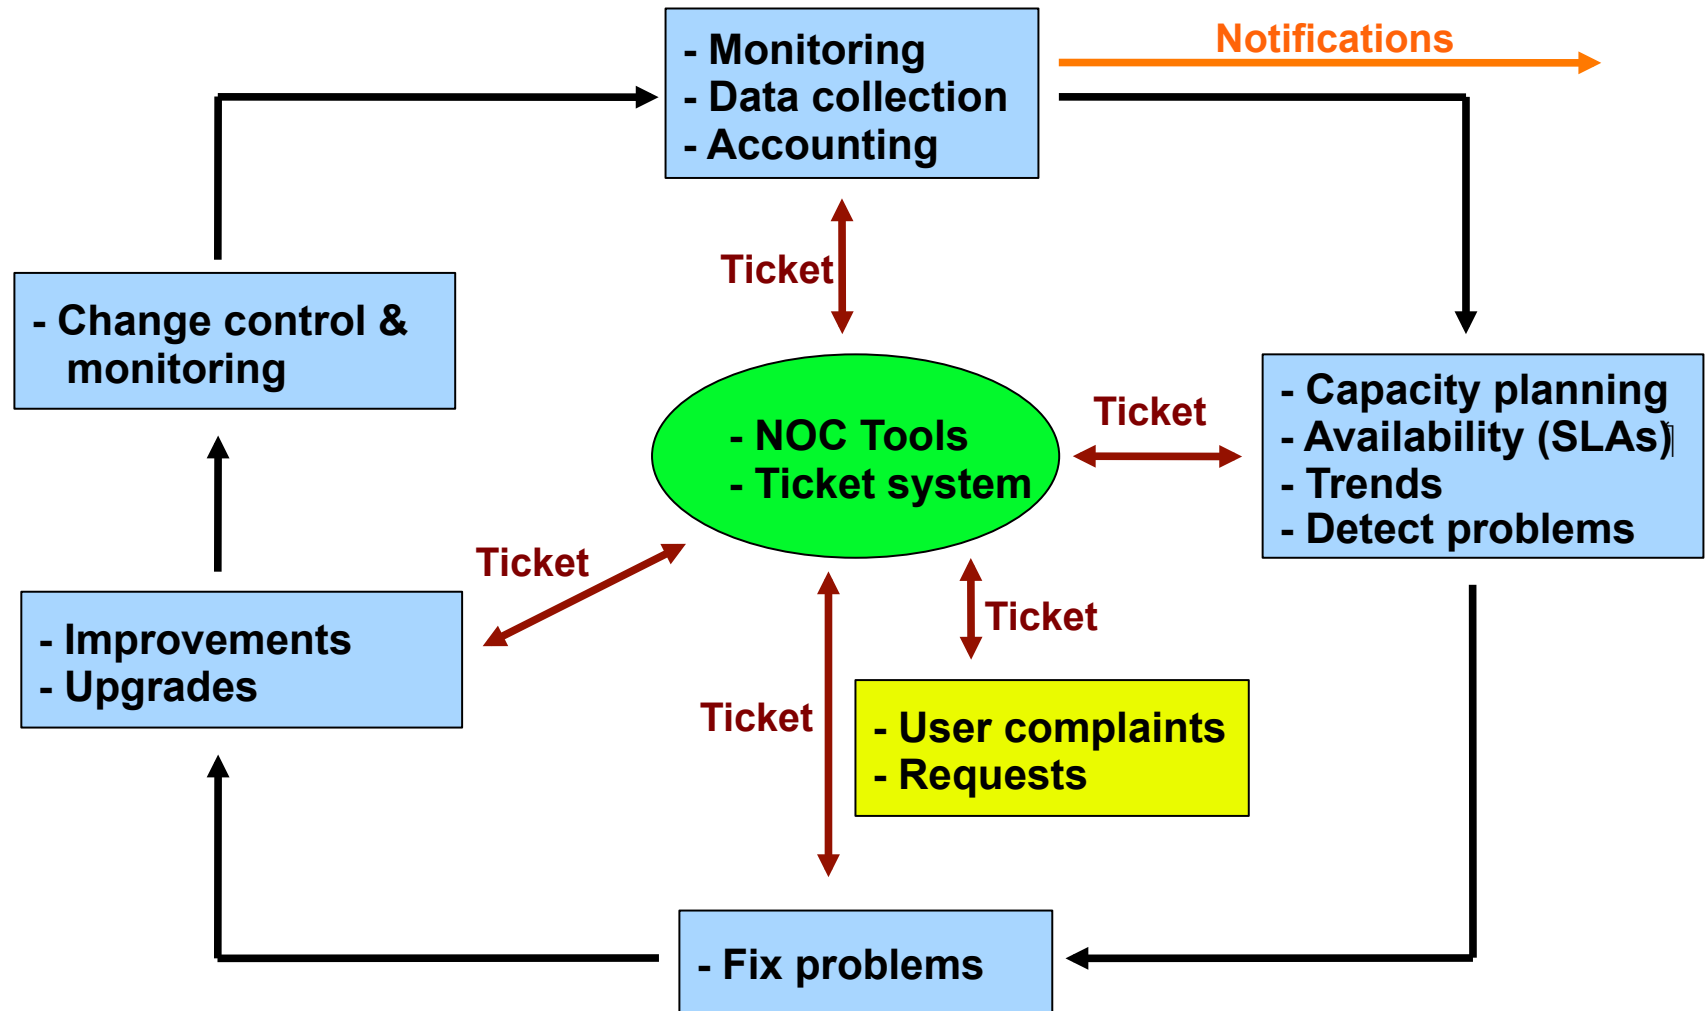 - Monitoring
- Data collection
- Accounting
Notifications
Ticket
- Change control &
monitoring
- NOC Tools
- Ticket system
Ticket
- Capacity planning
- Availability (SLAs)
- Trends
- Detect problems
Ticket
- Improvements
- Upgrades
Ticket
Ticket
- User complaints
- Requests
- Fix problems